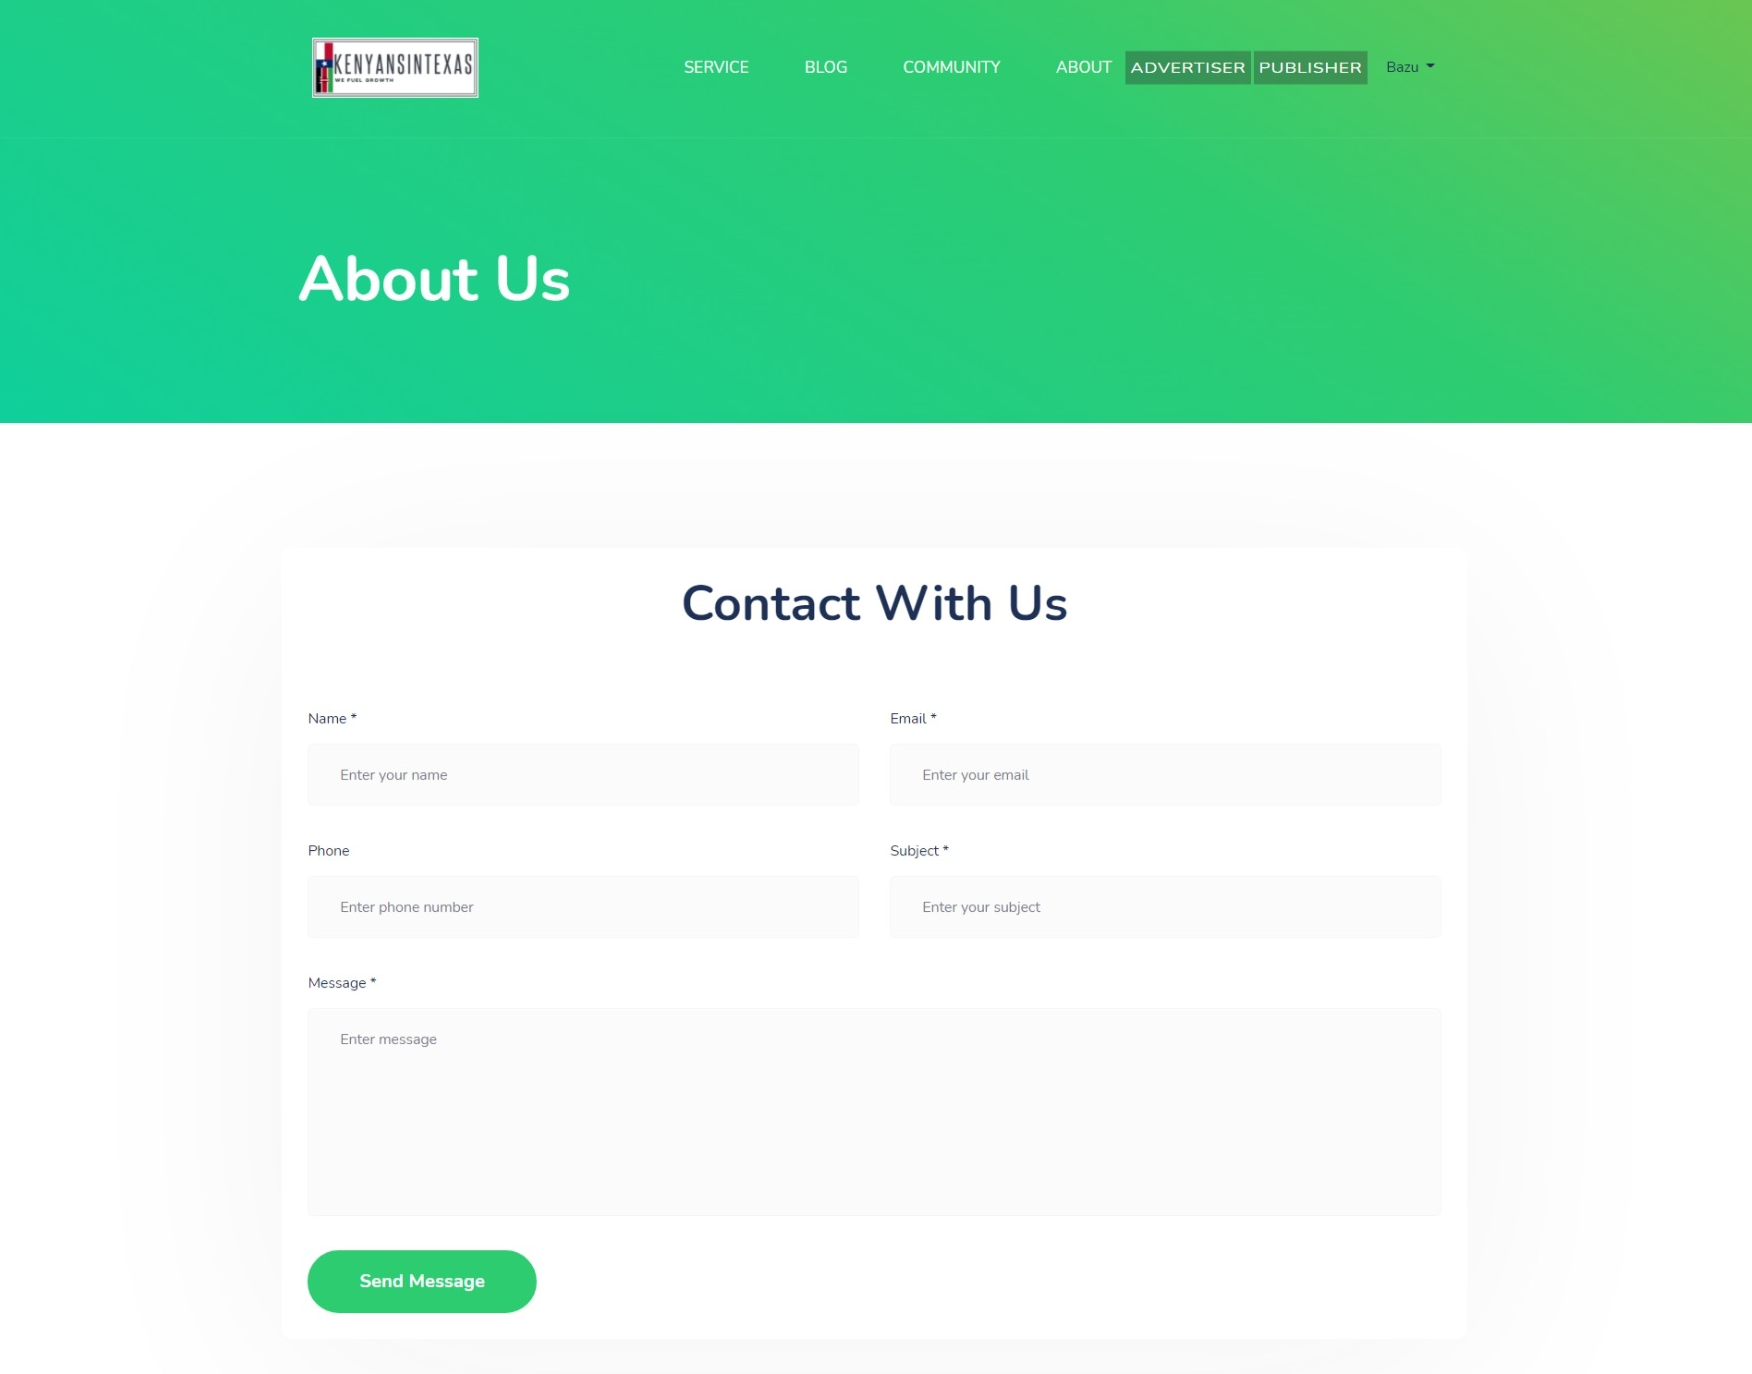 KENYANSINTEXAS
WE FUEL GROWTH
SERVICE
BLOG
COMMUNITY
ABOUT
ADVERTISER
PUBLISHER
Bazu
About Us
Contact With Us
Name *
Email *
Enter your name
Enter your email
Phone
Subject *
Enter phone number
Enter your subject
Message *
Enter message
Send Message